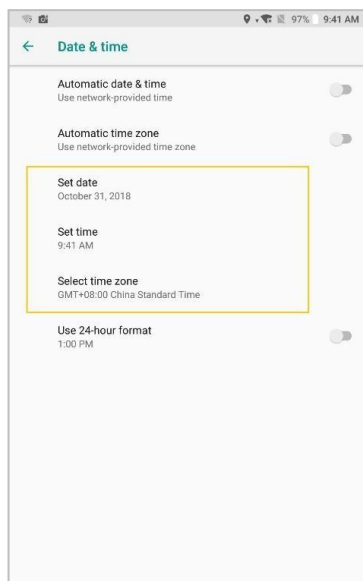 97% 9:41 AM
Date & time
Automatic date & time
Use network-provided time
Automatic time zone
Use network-provided time zone
Set date
October 31, 2018
Set time
9:41 AM
Select time zone
GMT+08:00 China Standard Time
Use 24-hour format
1:00 PM